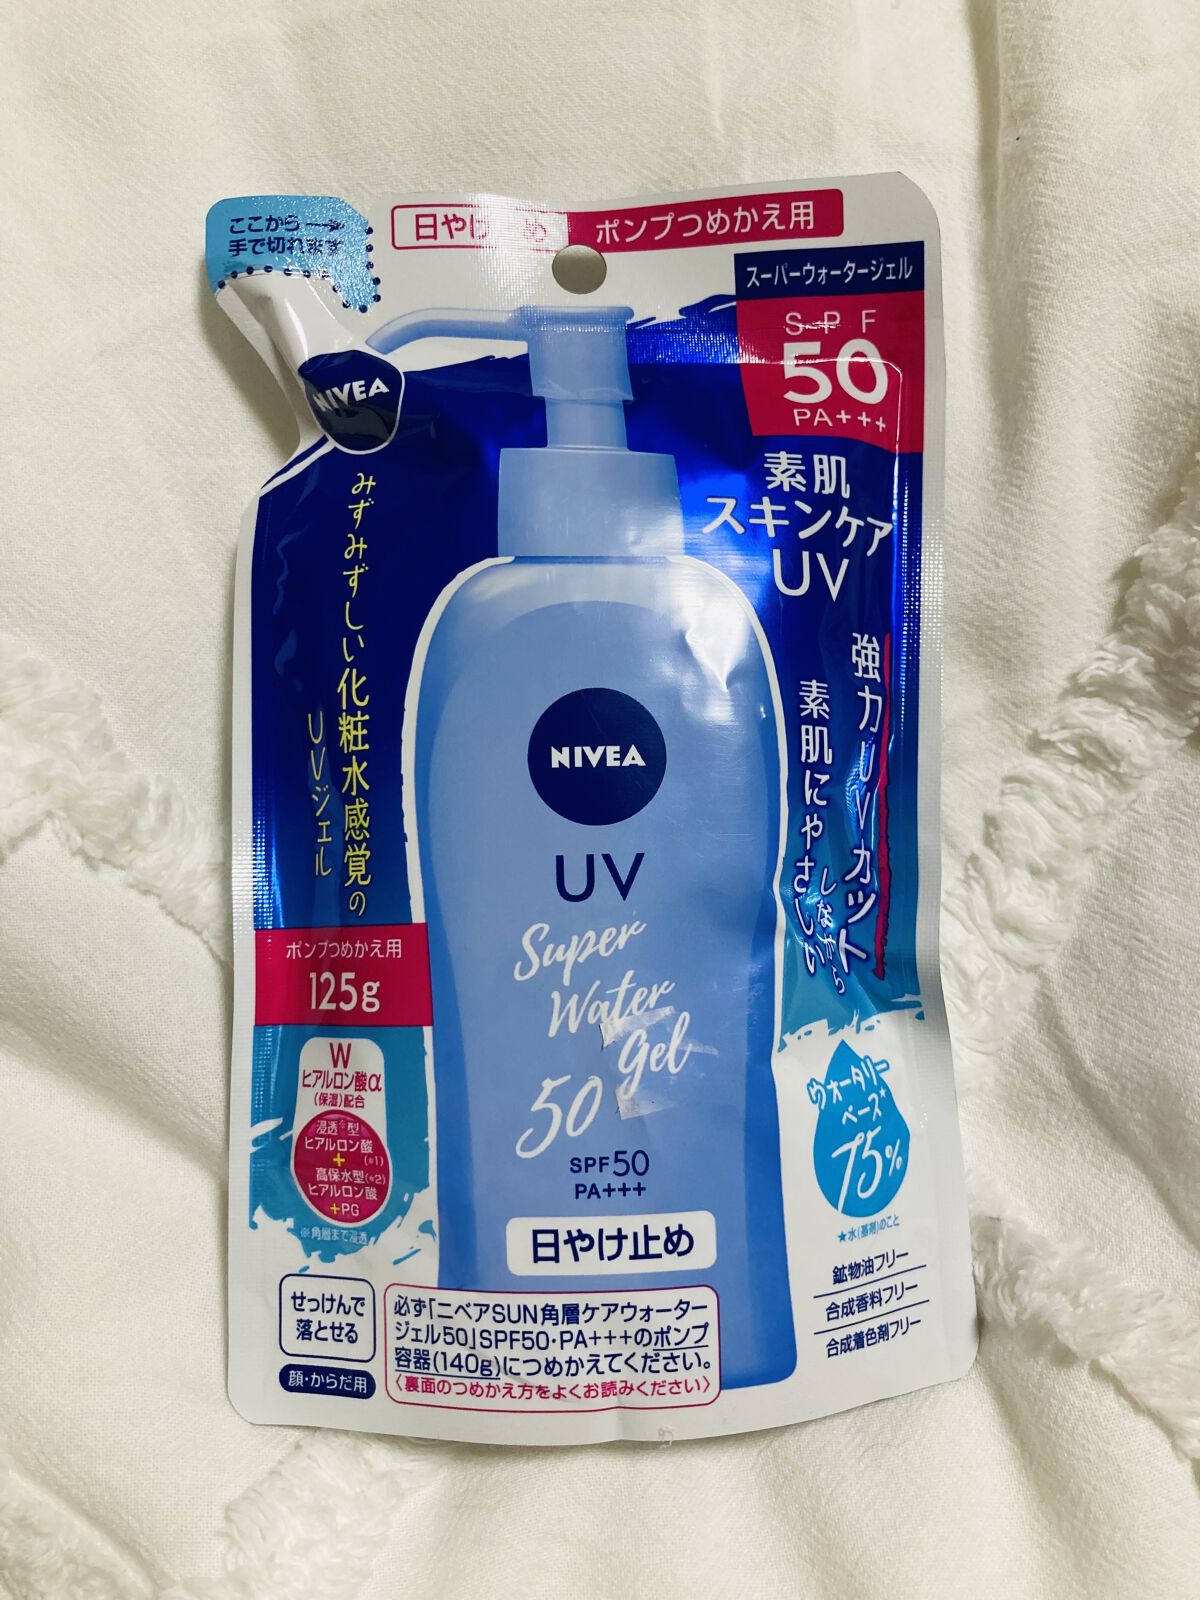 ここから
手で切れます
日やけ止め
ポンプつめかえ用
スーパーウォータージェル
SPF
50
PA+++
NIVEA
素肌
スキンケア
UV
強力UVカット
しながら
素肌にやさしい
みずみずしい化粧水感覚の
UVジェル
NIVEA
UV
Super
Water
Gel
50
SPF50
PA+++
日やけ止め
ポンプつめかえ用
125g
W
ヒアルロン酸α
(保湿)配合
浸透※型
ヒアルロン酸
+(※1)
高保水型(※2)
ヒアルロン酸
+PG
※角層まで浸透
ウォータリー
ベース★
75%
★水(基剤)のこと
鉱物油フリー
合成香料フリー
合成着色剤フリー
せっけんで
落とせる
顔・からだ用
必ず「ニベアSUN角層ケアウォーター
ジェル50」SPF50・PA+++のポンプ
容器(140g)につめかえてください。
〈裏面のつめかえ方をよくお読みください〉